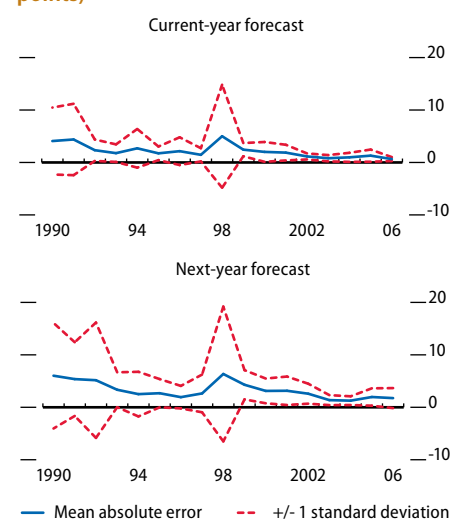 points)
Current-year forecast
20
10
0
-10
1990 94 98 2002 06
Next-year forecast
20
10
0
-10
1990 94 98 2002 06
Mean absolute error +/- 1 standard deviation